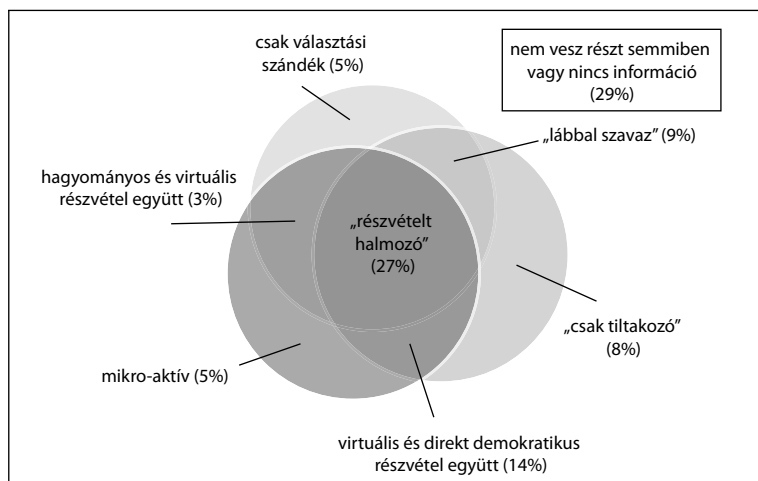 csak választási
szándék (5%)
nem vesz részt semmiben
vagy nincs információ
(29%)
„lábbal szavaz” (9%)
hagyományos és virtuális
részvétel együtt (3%)
„részvételt
halmozó”
(27%)
„csak tiltakozó”
(8%)
mikro-aktív (5%)
virtuális és direkt demokratikus
részvétel együtt (14%)